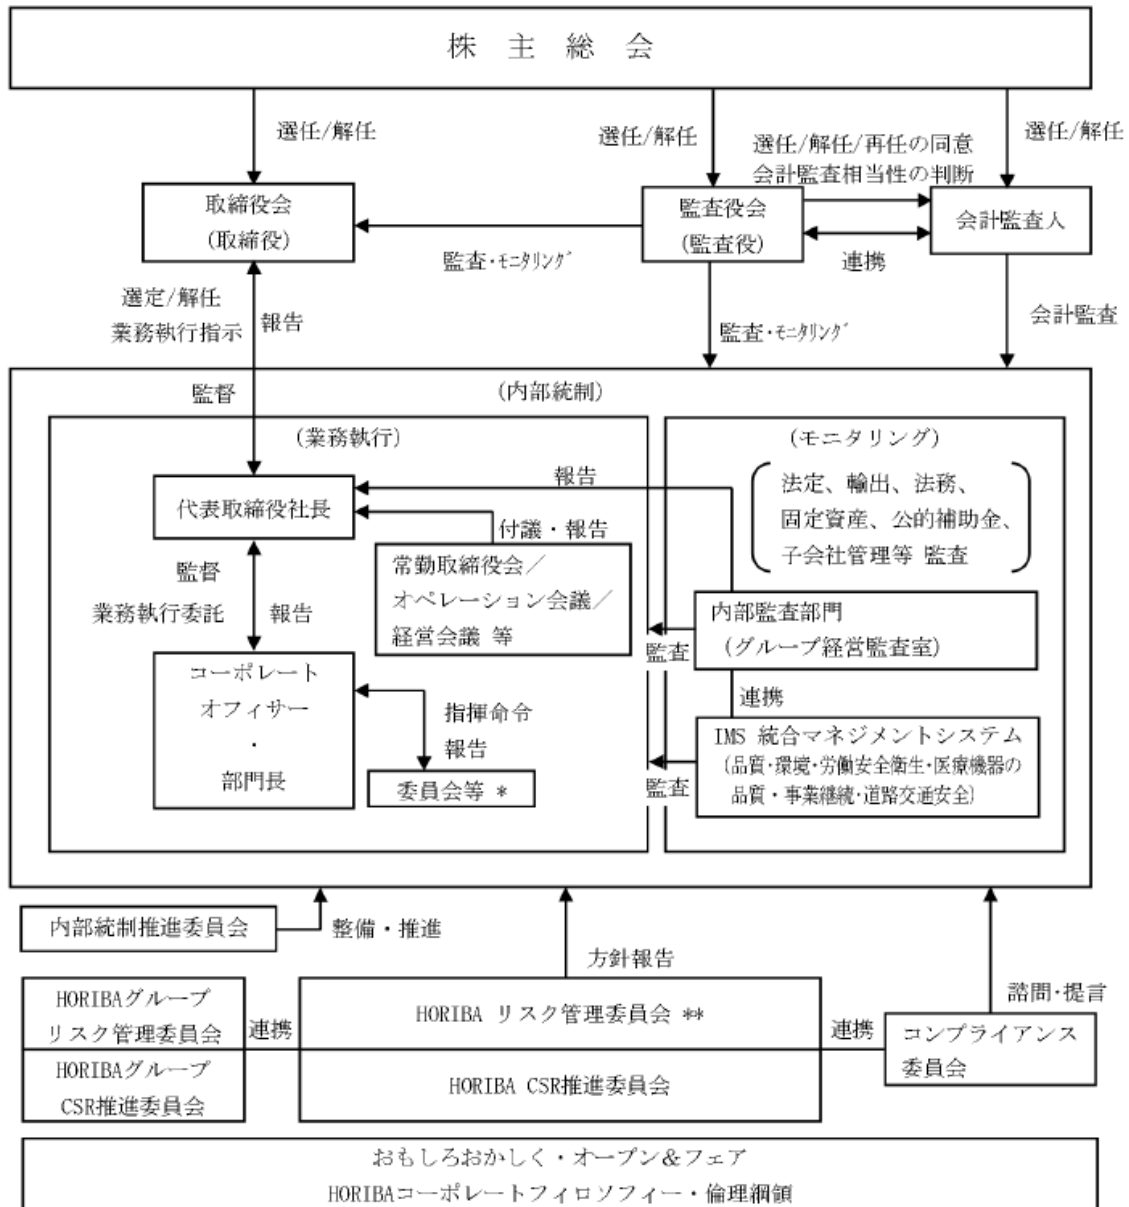 株主総会
選任/解任
選任/解任
選任/解任/再任の同意
会計監査相当性の判断
選任/解任
取締役会
(取締役)
監査役会
(監査役)
会計監査人
監査・ﾓﾆﾀﾘﾝｸﾞ
連携
選定/解任
業務執行指示
報告
監査・ﾓﾆﾀﾘﾝｸﾞ
会計監査
監督
(内部統制)
(業務執行)
(モニタリング)
報告
代表取締役社長
法定、輸出、法務、
固定資産、公的補助金、
子会社管理等 監査
付議・報告
常勤取締役会／
オペレーション会議／
経営会議 等
監督
業務執行委託
報告
内部監査部門
(グループ経営監査室)
監査
連携
コーポレート
オフィサー
・
部門長
指揮命令
報告
委員会等 *
IMS 統合マネジメントシステム
(品質・環境・労働安全衛生・医療機器の
品質・事業継続・道路交通安全)
監査
内部統制推進委員会
整備・推進
方針報告
諮問・提言
HORIBAグループ
リスク管理委員会
連携
HORIBA リスク管理委員会 **
連携
コンプライアンス
委員会
HORIBAグループ
CSR推進委員会
HORIBA CSR推進委員会
おもしろおかしく・オープン＆フェア
HORIBAコーポレートフィロソフィー・倫理綱領